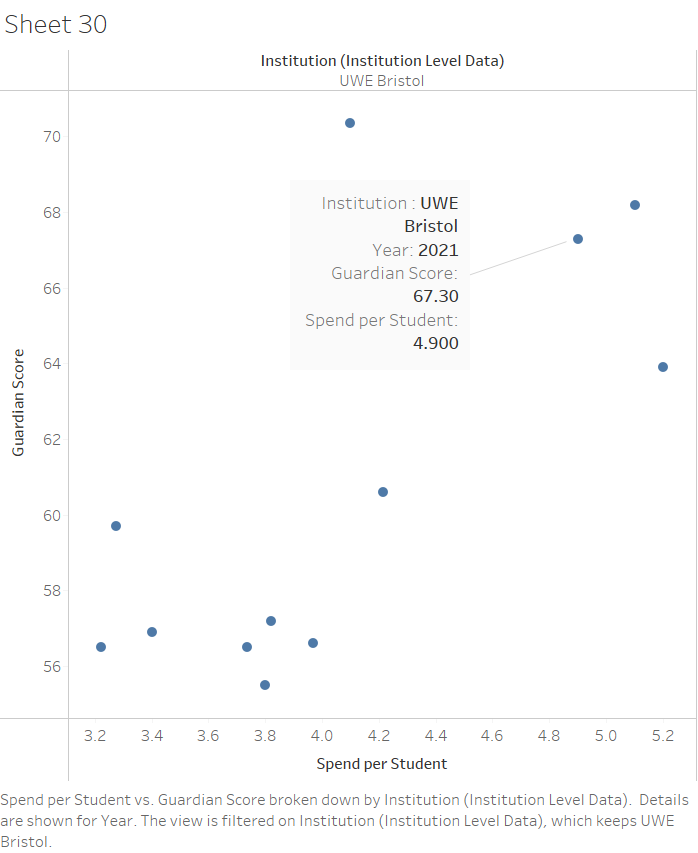 Sheet 30
Institution (Institution Level Data)
UWE Bristol
70
68
66
64
62
60
58
56
Guardian Score
Institution : UWE
Bristol
Year: 2021
Guardian Score:
67.30
Spend per Student:
4.900
3.2 3.4 3.6 3.8 4.0 4.2 4.4 4.6 4.8 5.0 5.2
Spend per Student
Spend per Student vs. Guardian Score broken down by Institution (Institution Level Data).  Details
are shown for Year. The view is filtered on Institution (Institution Level Data), which keeps UWE
Bristol.